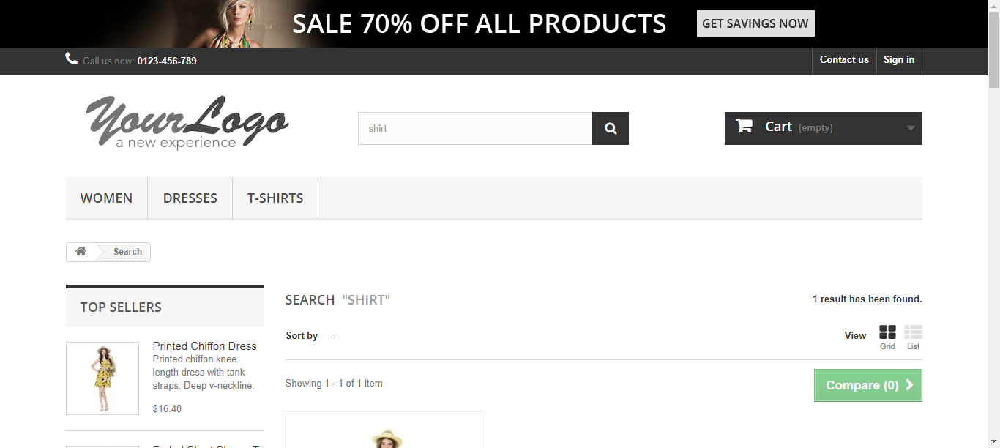 SALE 70% OFF ALL PRODUCTS GET SAVINGS NOW
Call us now: 0123-456-789 Contact us Sign in
YourLogo
a new experience
shirt
Cart (empty)
WOMEN DRESSES T-SHIRTS
Search
TOP SELLERS
Printed Chiffon Dress
Printed chiffon knee
length dress with tank
straps. Deep v-neckline.
$16.40
SEARCH "SHIRT" 1 result has been found.
Sort by -- View Grid List
Showing 1 - 1 of 1 item Compare (0)